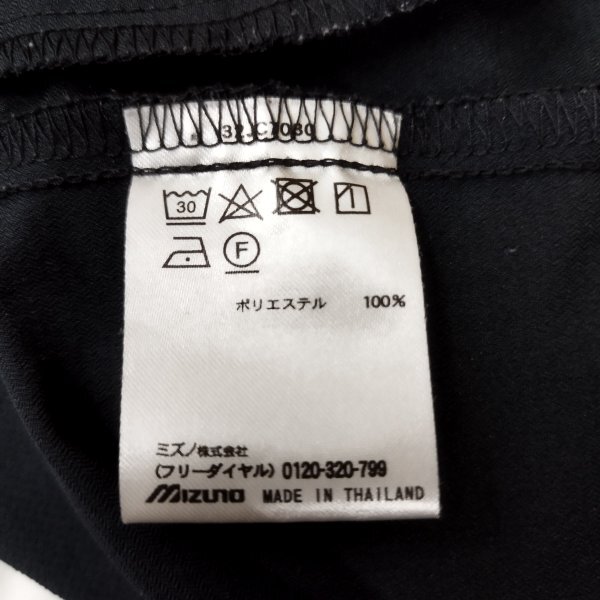 32JC7080
30
F
ポリエステル 100%
ミズノ株式会社
(フリーダイヤル) 0120-320-799
MIZUNO MADE IN THAILAND